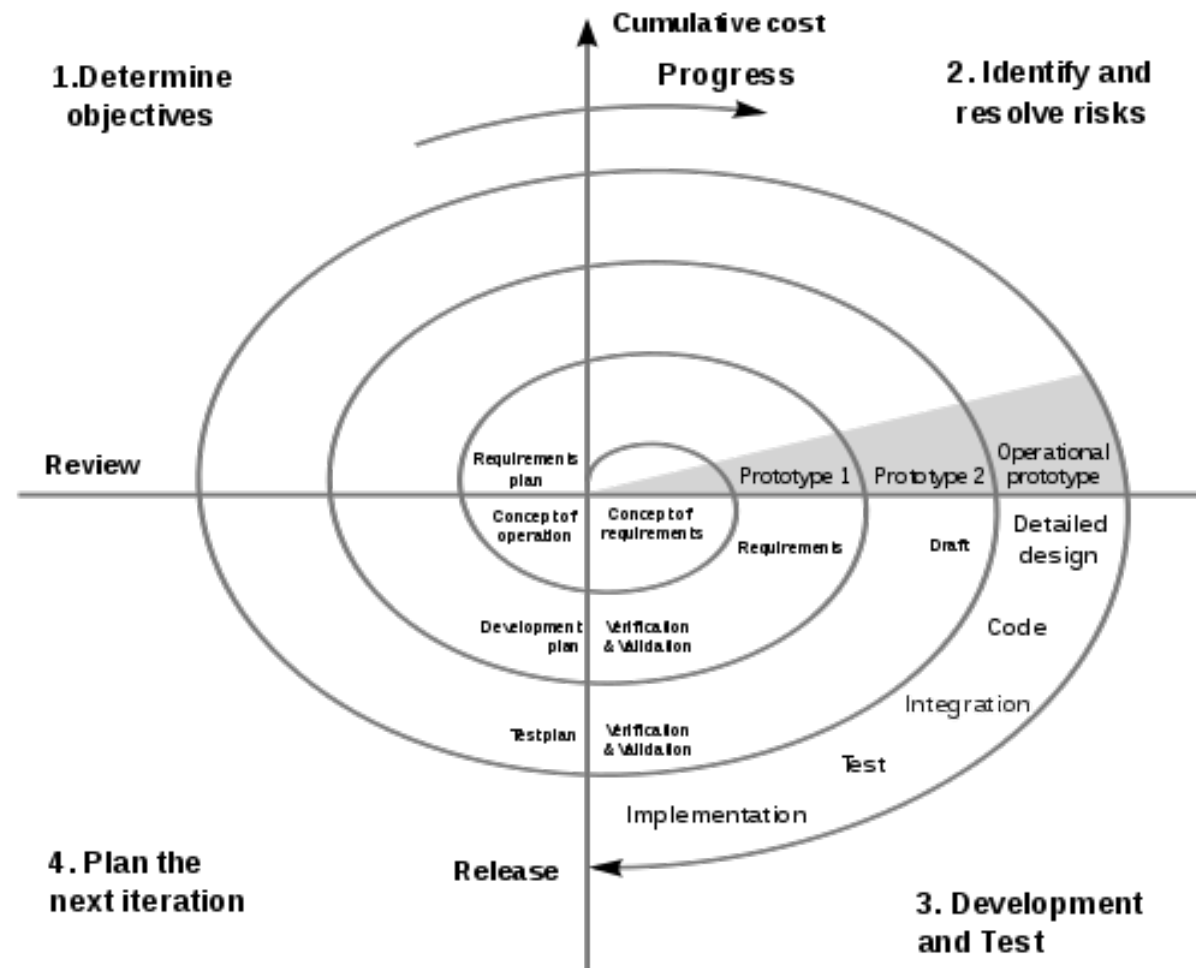 Cumulative cost
Progress
1.Determine
objectives
2. Identify and
resolve risks
Review
Requirements
plan
Prototype 1
Prototype 2
Operational
prototype
Concept of
operation
Concept of
requirements
Requirements
Draft
Detailed
design
Development
plan
Verification
& Validation
Code
Integration
Test plan
Verification
& Validation
Test
Implementation
Release
4. Plan the
next iteration
3. Development
and Test